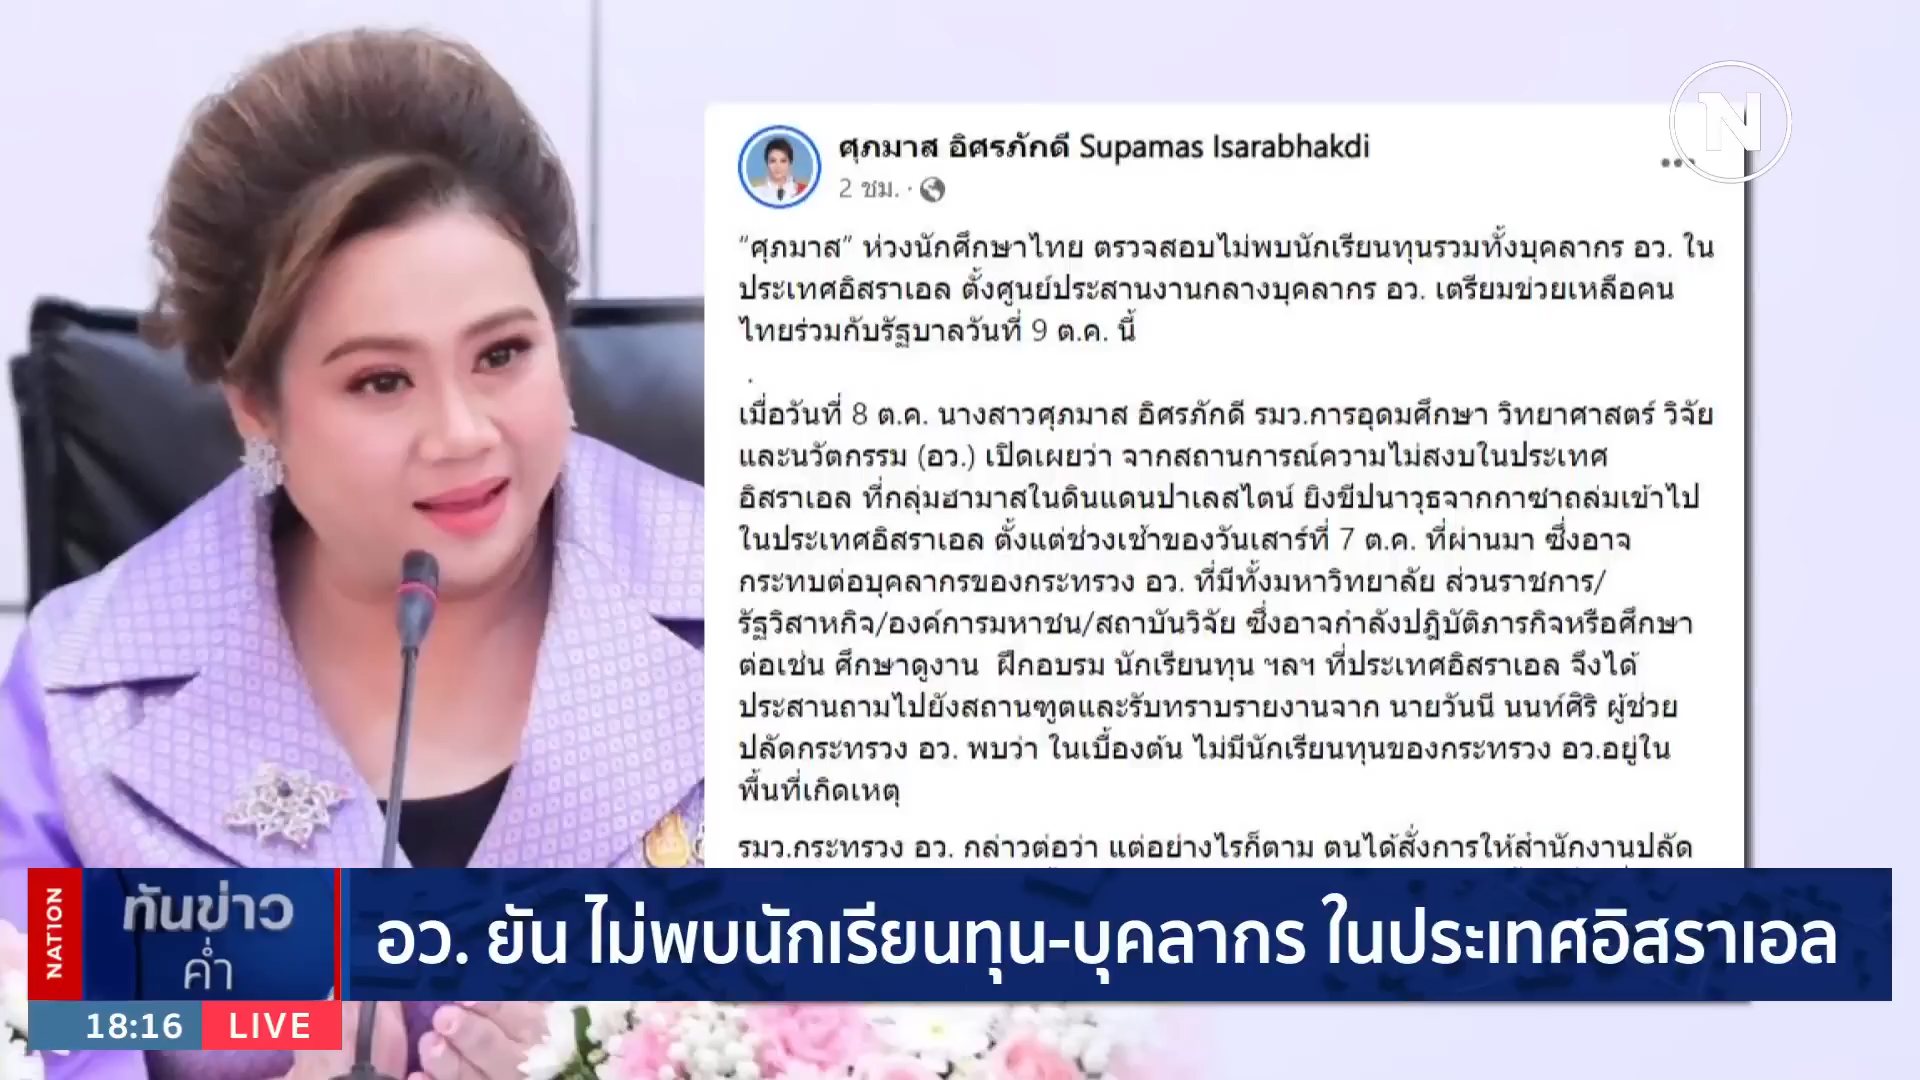 N
ศุภมาส อิศรภักดี Supamas Isarabhakdi
2 ชม.
“ศุภมาส” ห่วงนักศึกษาไทย ตรวจสอบไม่พบนักเรียนทุนรวมทั้งบุคลากร อว. ใน
ประเทศอิสราเอล ตั้งศูนย์ประสานงานกลางบุคลากร อว. เตรียมช่วยเหลือคน
ไทยร่วมกับรัฐบาลวันที่ 9 ต.ค. นี้
.
เมื่อวันที่ 8 ต.ค. นางสาวศุภมาส อิศรภักดี รมว.การอุดมศึกษา วิทยาศาสตร์ วิจัย
และนวัตกรรม (อว.) เปิดเผยว่า จากสถานการณ์ความไม่สงบในประเทศ
อิสราเอล ที่กลุ่มฮามาสในดินแดนปาเลสไตน์ ยิงขีปนาวุธจากกาซาถล่มเข้าไป
ในประเทศอิสราเอล ตั้งแต่ช่วงเช้าของวันเสาร์ที่ 7 ต.ค. ที่ผ่านมา ซึ่งอาจ
กระทบต่อบุคลากรของกระทรวง อว. ที่มีทั้งมหาวิทยาลัย ส่วนราชการ/
รัฐวิสาหกิจ/องค์การมหาชน/สถาบันวิจัย ซึ่งอาจกำลังปฎิบัติภารกิจหรือศึกษา
ต่อเช่น ศึกษาดูงาน ฝึกอบรม นักเรียนทุน ฯลฯ ที่ประเทศอิสราเอล จึงได้
ประสานถามไปยังสถานฑูตและรับทราบรายงานจาก นายวันนี นนท์ศิริ ผู้ช่วย
ปลัดกระทรวง อว. พบว่า ในเบื้องต้น ไม่มีนักเรียนทุนของกระทรวง อว.อยู่ใน
พื้นที่เกิดเหตุ
รมว.กระทรวง อว. กล่าวต่อว่า แต่อย่างไรก็ตาม ตนได้สั่งการให้สำนักงานปลัด
NATION
ทันข่าว
ค่ำ
อว. ยัน ไม่พบนักเรียนทุน-บุคลากร ในประเทศอิสราเอล
18:16 LIVE